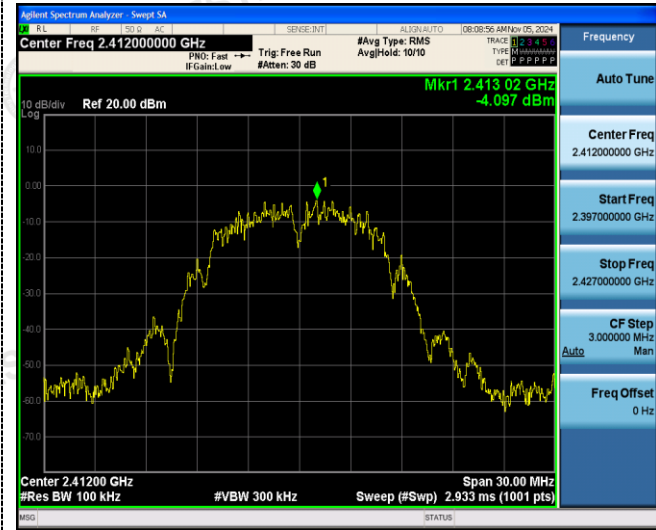 Agilent Spectrum Analyzer - Swept SA
RL RF 50 Ω AC SENSE:INT ALIGNAUTO 08:08:56 AM Nov 05, 2024
Center Freq 2.412000000 GHz
PNO: Fast
IFGain:Low
Trig: Free Run
#Atten: 30 dB
#Avg Type: RMS
Avg|Hold: 10/10
TRACE 1 2 3 4 5 6
TYPE M
DET P P P P P P
Mkr1 2.413 02 GHz
-4.097 dBm
10 dB/div Ref 20.00 dBm
Log
1
10.0
0.00
-10.0
-20.0
-30.0
-40.0
-50.0
-60.0
-70.0
Center 2.41200 GHz Span 30.00 MHz
#Res BW 100 kHz #VBW 300 kHz Sweep (#Swp) 2.933 ms (1001 pts)
MSG STATUS
Frequency
Auto Tune
Center Freq
2.412000000 GHz
Start Freq
2.397000000 GHz
Stop Freq
2.427000000 GHz
CF Step
3.000000 MHz
Auto Man
Freq Offset
0 Hz